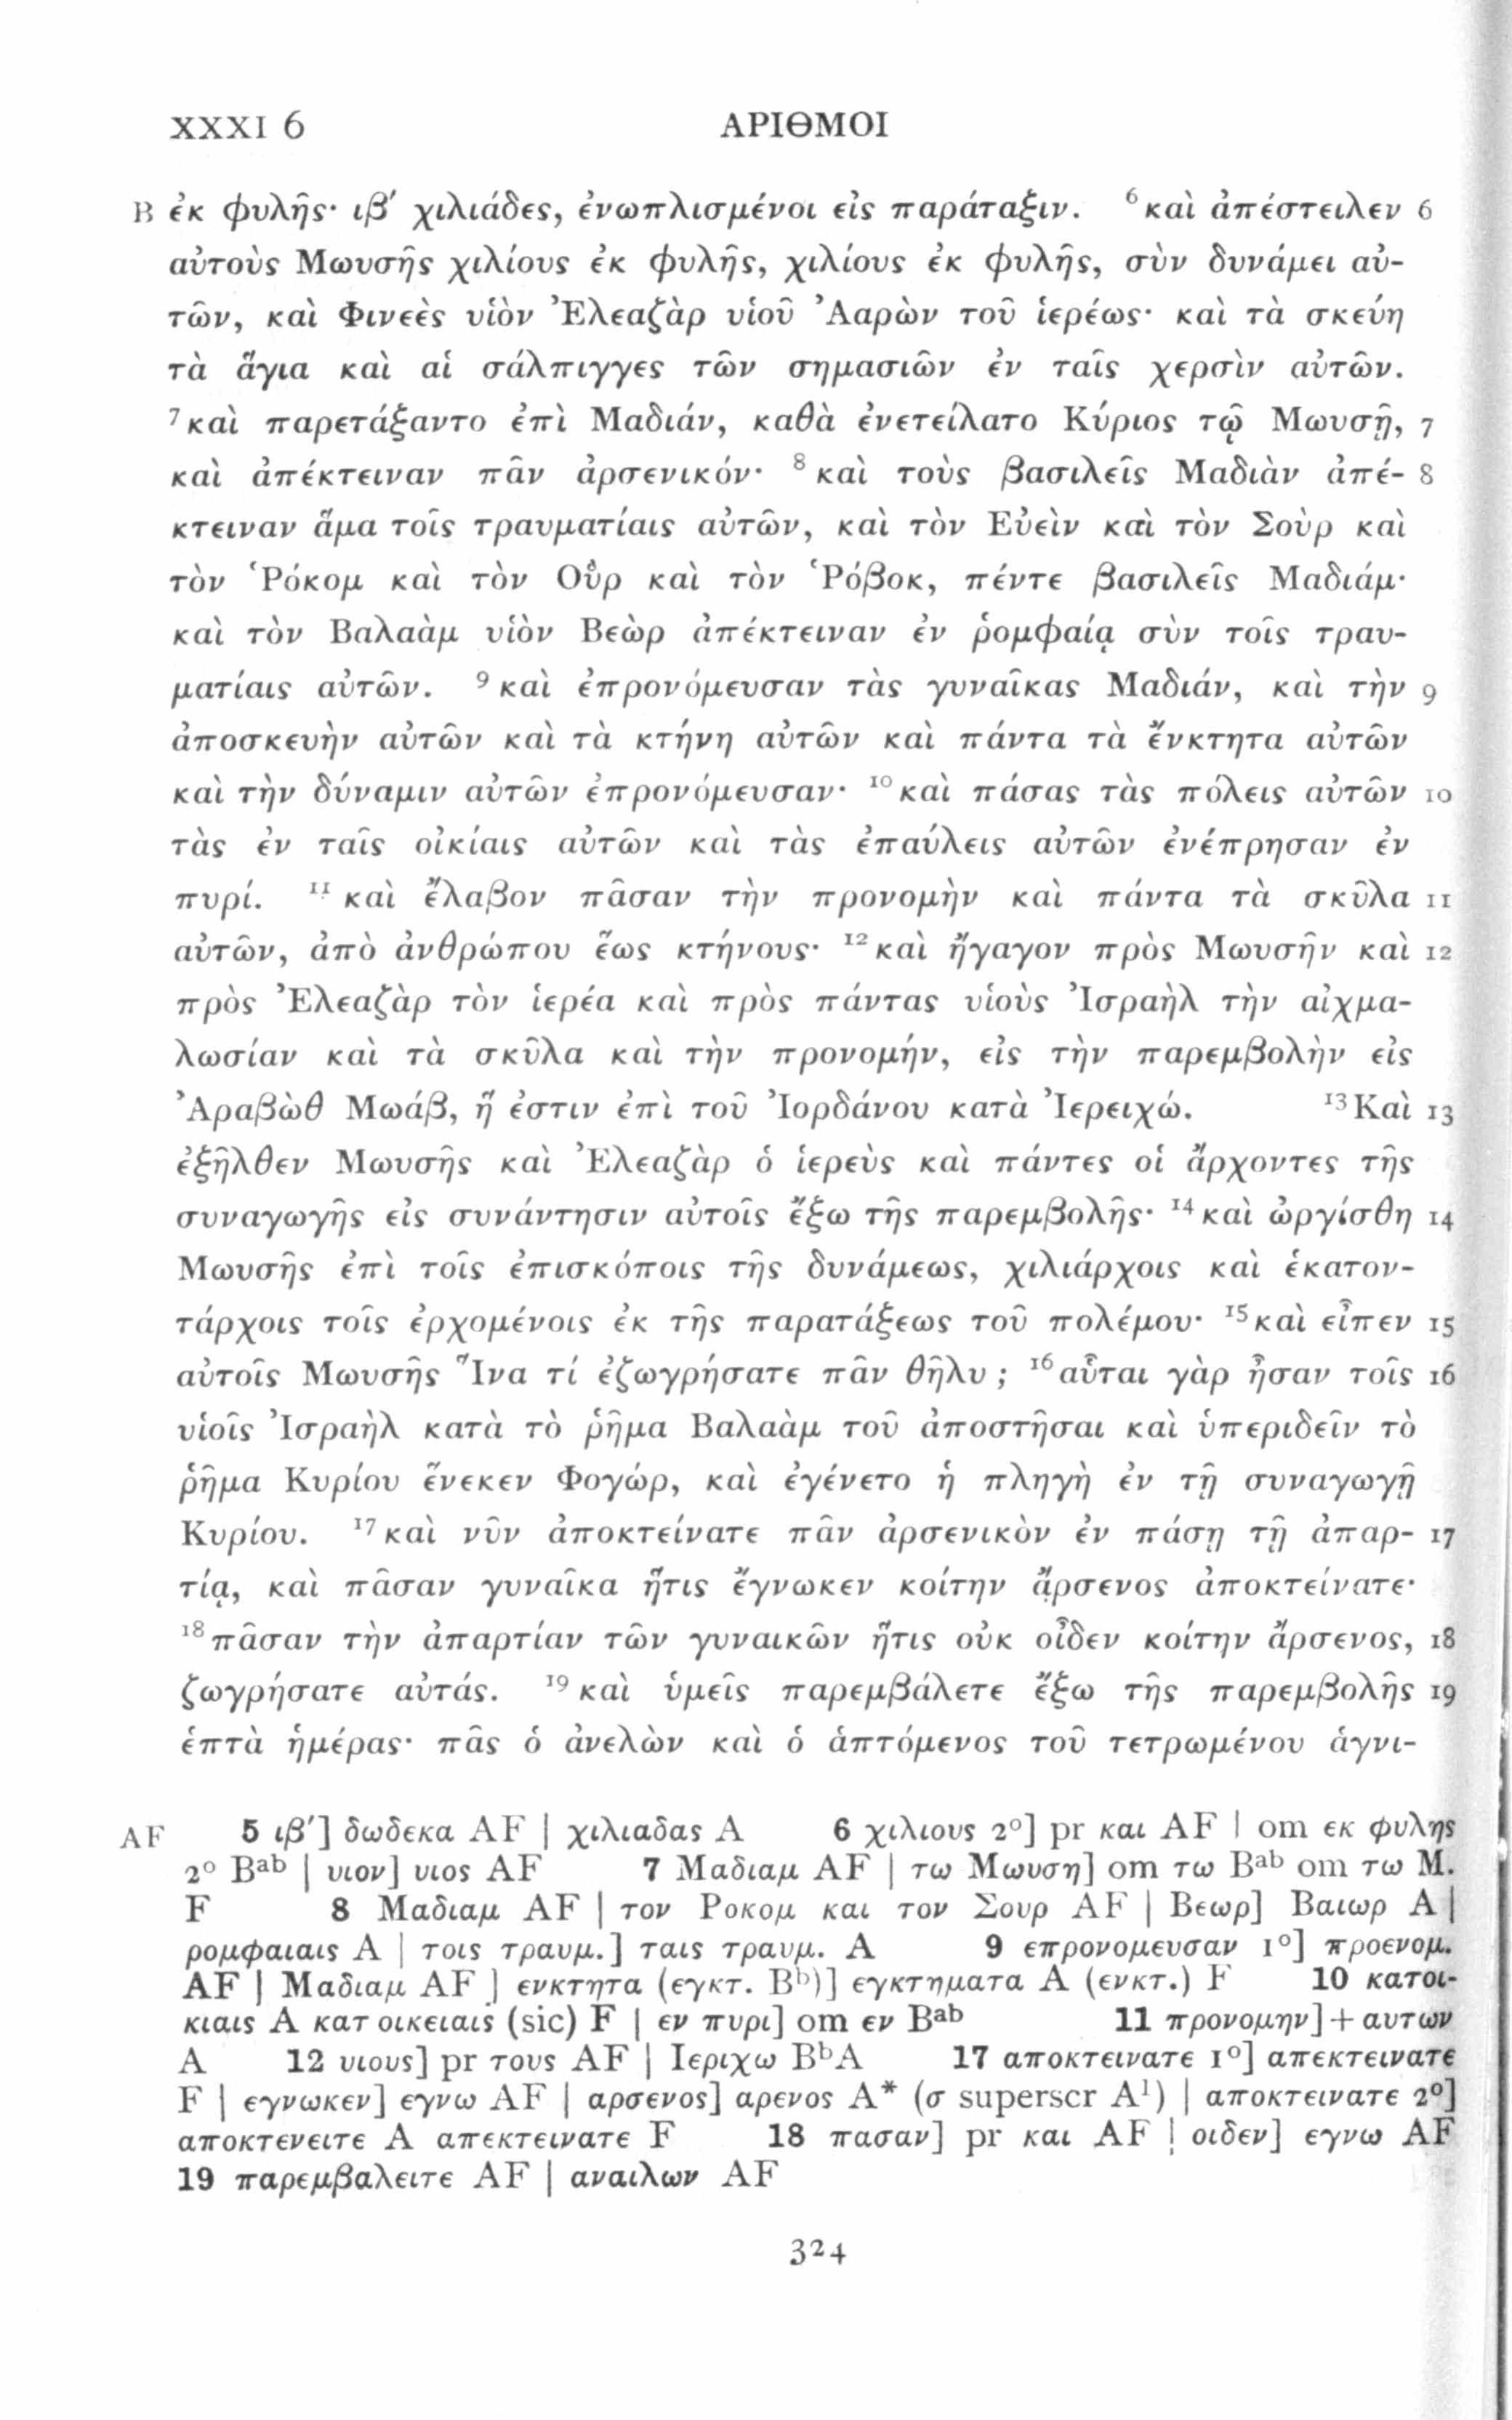 XXXI 6 ΑΡΙΘΜΟΙ
B ἐκ φυλῆς· ιβ′ χιλιάδες, ἐνωπλισμένοι εἰς παράταξιν. ⁶καὶ ἀπέστειλεν 6
αὐτοὺς Μωυσῆς χιλίους ἐκ φυλῆς, χιλίους ἐκ φυλῆς, σὺν δυνάμει αὐ-
τῶν, καὶ Φινεὲς υἱὸν Ἐλεαζὰρ υἱοῦ Ἀαρὼν τοῦ ἱερέως· καὶ τὰ σκεύη
τὰ ἅγια καὶ αἱ σάλπιγγες τῶν σημασιῶν ἐν ταῖς χερσὶν αὐτῶν.
⁷καὶ παρετάξαντο ἐπὶ Μαδιάν, καθὰ ἐνετείλατο Κύριος τῷ Μωυσῇ, 7
καὶ ἀπέκτειναν πᾶν ἀρσενικόν· ⁸καὶ τοὺς βασιλεῖς Μαδιὰν ἀπέ- 8
κτειναν ἅμα τοῖς τραυματίαις αὐτῶν, καὶ τὸν Εὐεὶν καὶ τὸν Σοὺρ καὶ
τὸν Ῥόκομ καὶ τὸν Οὒρ καὶ τὸν Ῥόβοκ, πέντε βασιλεῖς Μαδιάμ·
καὶ τὸν Βαλαὰμ υἱὸν Βεὼρ ἀπέκτειναν ἐν ῥομφαίᾳ σὺν τοῖς τραυ-
ματίαις αὐτῶν. ⁹καὶ ἐπρονόμευσαν τὰς γυναῖκας Μαδιάν, καὶ τὴν 9
ἀποσκευὴν αὐτῶν καὶ τὰ κτήνη αὐτῶν καὶ πάντα τὰ ἔνκτητα αὐτῶν
καὶ τὴν δύναμιν αὐτῶν ἐπρονόμευσαν· ¹⁰καὶ πάσας τὰς πόλεις αὐτῶν 10
τὰς ἐν ταῖς οἰκίαις αὐτῶν καὶ τὰς ἐπαύλεις αὐτῶν ἐνέπρησαν ἐν
πυρί. ¹¹καὶ ἔλαβον πᾶσαν τὴν προνομὴν καὶ πάντα τὰ σκῦλα 11
αὐτῶν, ἀπὸ ἀνθρώπου ἕως κτήνους· ¹²καὶ ἤγαγον πρὸς Μωυσῆν καὶ 12
πρὸς Ἐλεαζὰρ τὸν ἱερέα καὶ πρὸς πάντας υἱοὺς Ἰσραὴλ τὴν αἰχμα-
λωσίαν καὶ τὰ σκῦλα καὶ τὴν προνομήν, εἰς τὴν παρεμβολὴν εἰς
Ἀραβὼθ Μωάβ, ἥ ἐστιν ἐπὶ τοῦ Ἰορδάνου κατὰ Ἰερειχώ. ¹³Καὶ 13
ἐξῆλθεν Μωυσῆς καὶ Ἐλεαζὰρ ὁ ἱερεὺς καὶ πάντες οἱ ἄρχοντες τῆς
συναγωγῆς εἰς συνάντησιν αὐτοῖς ἔξω τῆς παρεμβολῆς· ¹⁴καὶ ὠργίσθη 14
Μωυσῆς ἐπὶ τοῖς ἐπισκόποις τῆς δυνάμεως, χιλιάρχοις καὶ ἑκατον-
τάρχοις τοῖς ἐρχομένοις ἐκ τῆς παρατάξεως τοῦ πολέμου· ¹⁵καὶ εἶπεν 15
αὐτοῖς Μωυσῆς Ἵνα τί ἐζωγρήσατε πᾶν θῆλυ; ¹⁶αὗται γὰρ ἦσαν τοῖς 16
υἱοῖς Ἰσραὴλ κατὰ τὸ ῥῆμα Βαλαὰμ τοῦ ἀποστῆσαι καὶ ὑπεριδεῖν τὸ
ῥῆμα Κυρίου ἕνεκεν Φογώρ, καὶ ἐγένετο ἡ πληγὴ ἐν τῇ συναγωγῇ
Κυρίου. ¹⁷καὶ νῦν ἀποκτείνατε πᾶν ἀρσενικὸν ἐν πάσῃ τῇ ἀπαρ- 17
τίᾳ, καὶ πᾶσαν γυναῖκα ἥτις ἔγνωκεν κοίτην ἄρσενος ἀποκτείνατε·
¹⁸πᾶσαν τὴν ἀπαρτίαν τῶν γυναικῶν ἥτις οὐκ οἶδεν κοίτην ἄρσενος, 18
ζωγρήσατε αὐτάς. ¹⁹καὶ ὑμεῖς παρεμβάλετε ἔξω τῆς παρεμβολῆς 19
ἑπτὰ ἡμέρας· πᾶς ὁ ἀνελὼν καὶ ὁ ἁπτόμενος τοῦ τετρωμένου ἁγνι-
AF 5 ιβ′] δωδεκα AF | χιλιαδας A 6 χιλιους 2°] pr και AF | om εκ φυλης
2° Bᵃᵇ | υιον] υιος AF 7 Μαδιαμ AF | τω Μωυση] om τω Bᵃᵇ om τω M.
F 8 Μαδιαμ AF | τον Ροκομ και τον Σουρ AF | Βεωρ] Βαιωρ A |
ρομφαιαις A | τοις τραυμ.] ταις τραυμ. A 9 επρονομευσαν 1°] προενομ.
AF | Μαδιαμ AF | ενκτητα (εγκτ. Bᵇ)] εγκτηματα A (ενκτ.) F 10 κατοι-
κιαις A κατ οικειαις (sic) F | εν πυρι] om εν Bᵃᵇ 11 προνομην] + αυτων
A 12 υιους] pr τους AF | Ιεριχω BᵇA 17 αποκτεινατε 1°] απεκτεινατε
F | εγνωκεν] εγνω AF | αρσενος] αρενος A* (σ superscr A¹) | αποκτεινατε 2°]
αποκτενειτε A απεκτεινατε F 18 πασαν] pr και AF | οιδεν] εγνω AF
19 παρεμβαλειτε AF | αναιλων AF
324